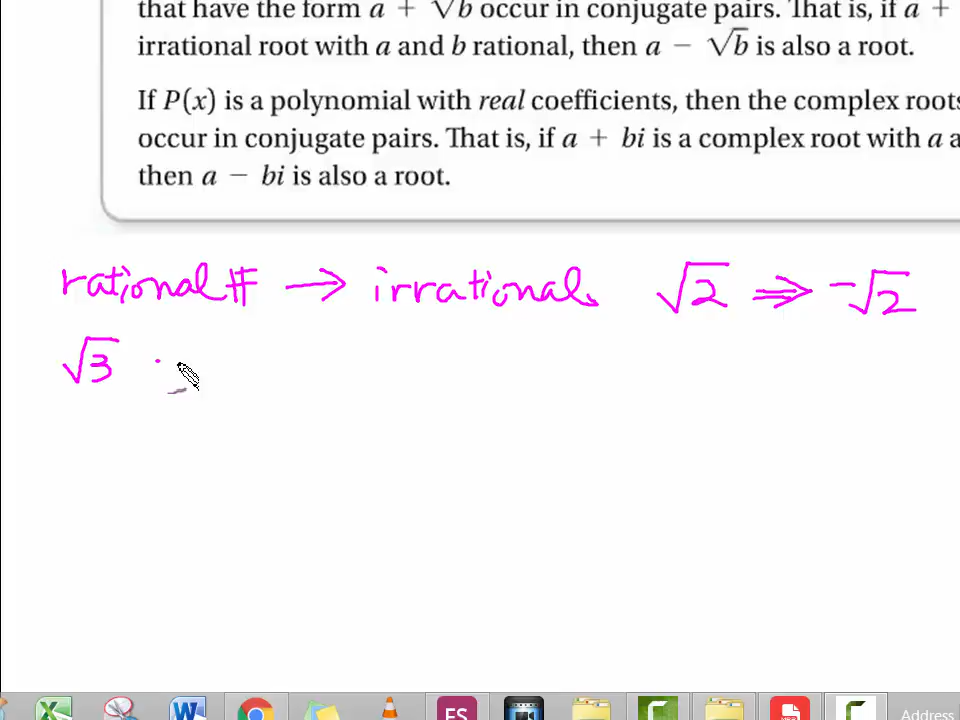 that have the form a + √b occur in conjugate pairs. That is, if a +
irrational root with a and b rational, then a − √b is also a root.
If P(x) is a polynomial with real coefficients, then the complex roots
occur in conjugate pairs. That is, if a + bi is a complex root with a a
then a − bi is also a root.
rational # → irrational. √2 ⇒ -√2
√3
ES
Address